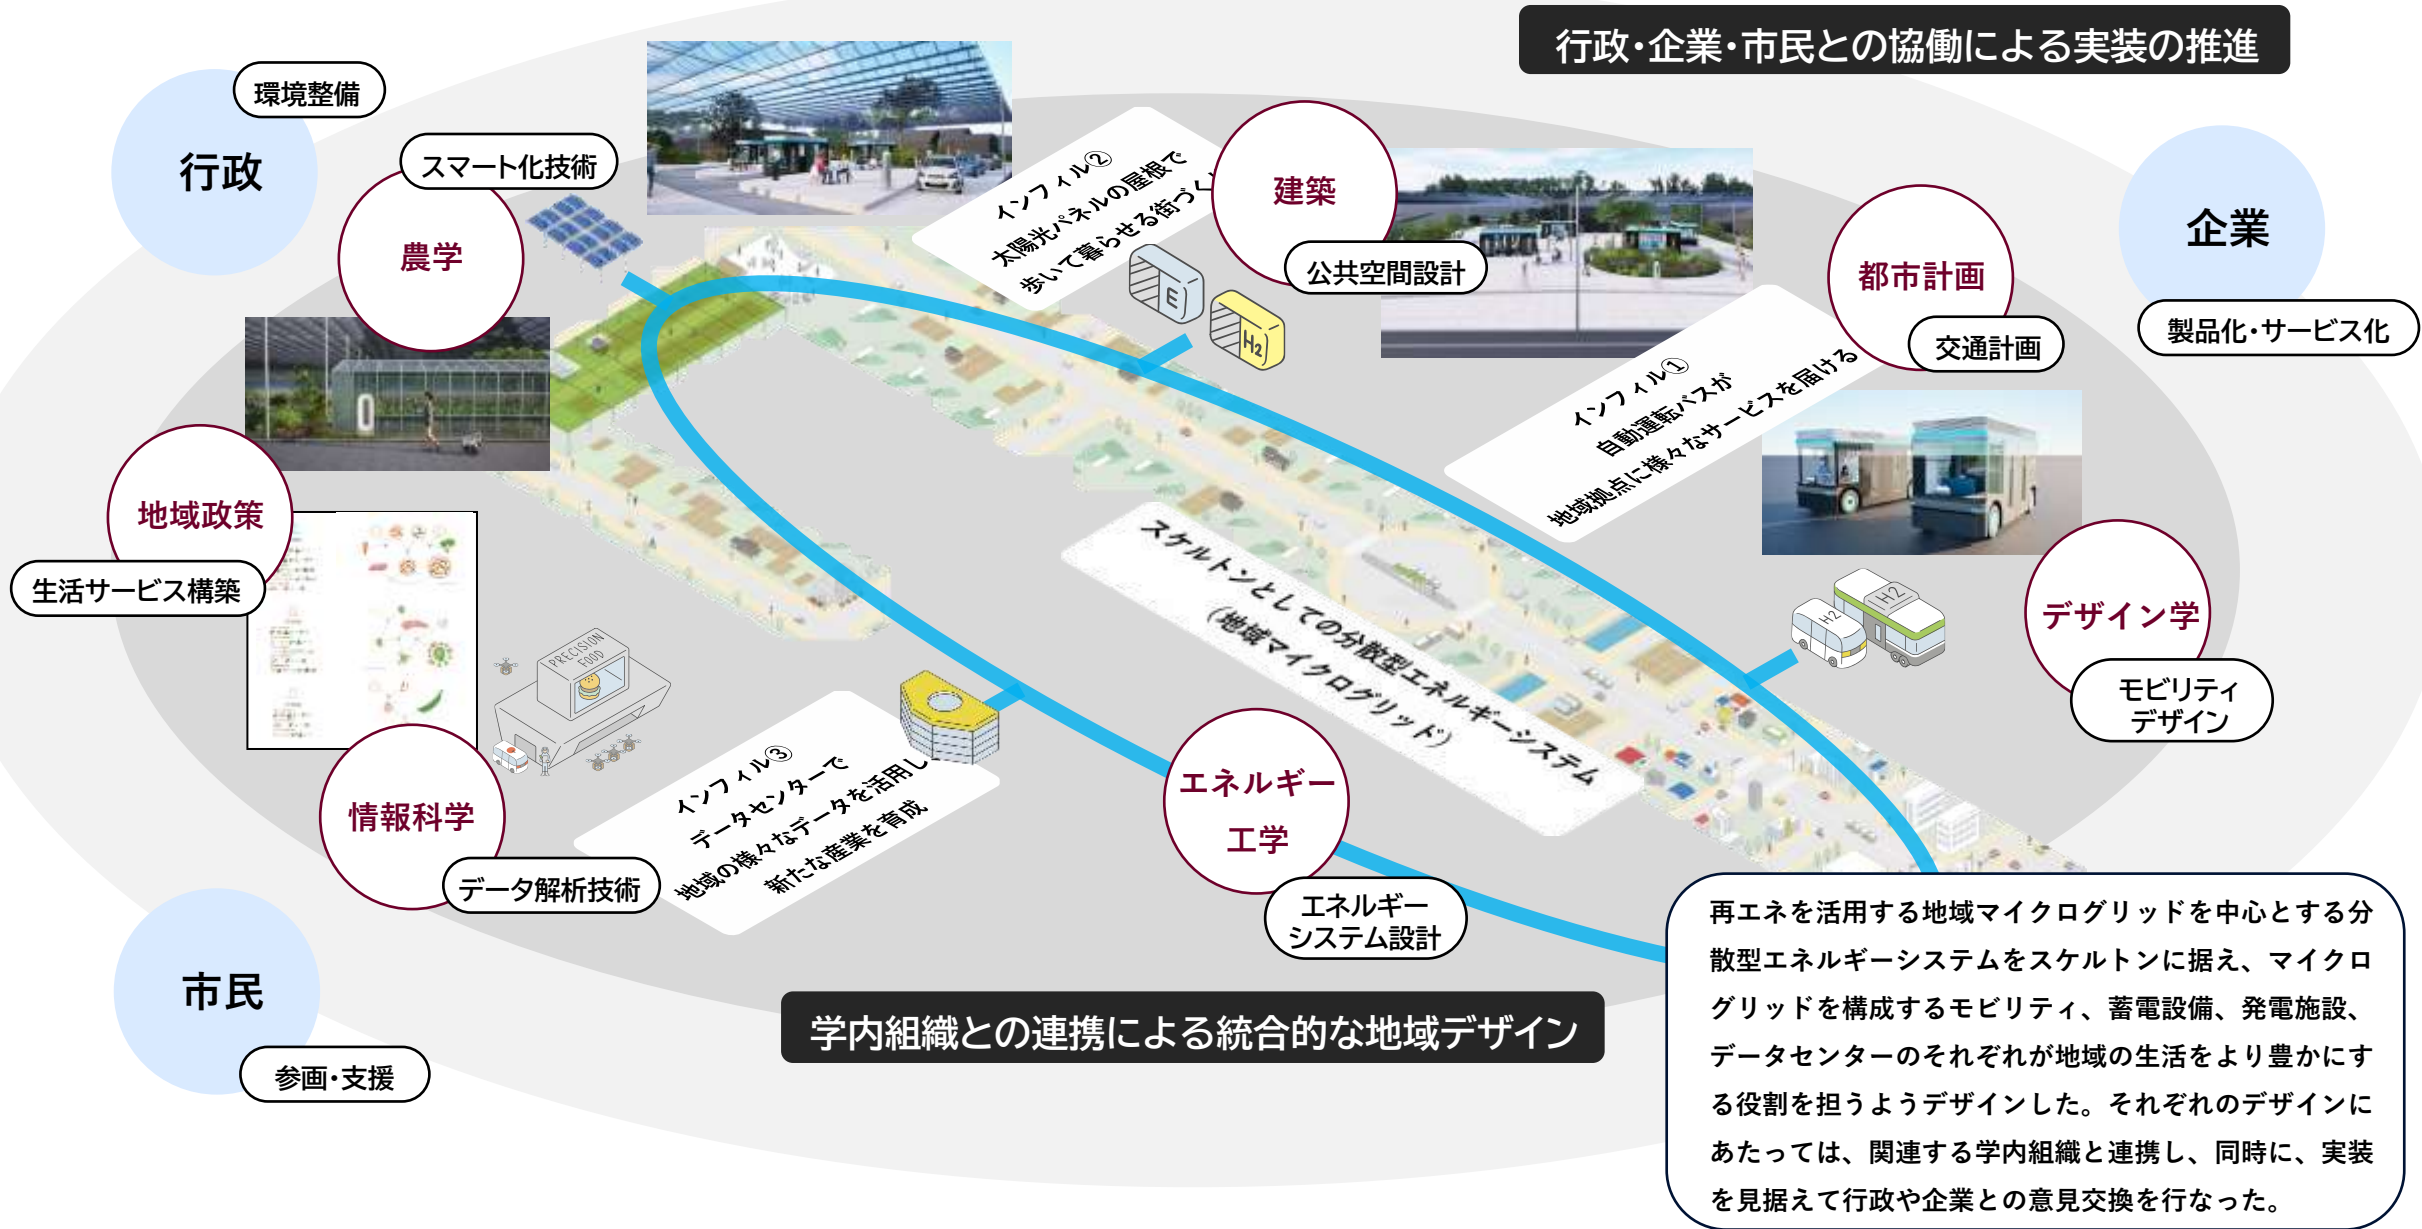 行政・企業・市民との協働による実装の推進
環境整備
行政
スマート化技術
農学
インフィル②
太陽光パネルの屋根で
歩いて暮らせる街づく
建築
公共空間設計
都市計画
交通計画
企業
製品化・サービス化
インフィル①
自動運転バスが
地域拠点に様々なサービスを届ける
E
H2
地域政策
生活サービス構築
スケルトンとしての分散型エネルギーシステム
(地域マイクログリッド)
デザイン学
モビリティ
デザイン
H2
H2
PRECISION
FOOD
情報科学
データ解析技術
インフィル③
データセンターで
地域の様々なデータを活用し
新たな産業を育成
エネルギー
工学
エネルギー
システム設計
市民
参画・支援
学内組織との連携による統合的な地域デザイン
再エネを活用する地域マイクログリッドを中心とする分
散型エネルギーシステムをスケルトンに据え、マイクロ
グリッドを構成するモビリティ、蓄電設備、発電施設、
データセンターのそれぞれが地域の生活をより豊かにす
る役割を担うようデザインした。それぞれのデザインに
あたっては、関連する学内組織と連携し、同時に、実装
を見据えて行政や企業との意見交換を行なった。